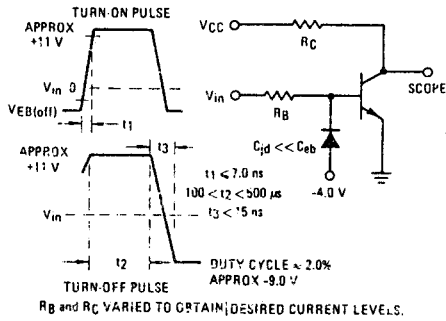 TURN-ON PULSE
APPROX
+11 V
Vin 0
VEB(off)
t1
VCC
RC
SCOPE
Vin
RB
Cjd << Ceb
-4.0 V
t3
APPROX
+11 V
t1 ≤ 7.0 ns
100 < t2 < 500 µs
t3 < 15 ns
Vin
t2
DUTY CYCLE ≈ 2.0%
APPROX -9.0 V
TURN-OFF PULSE
RB and RC VARIED TO OBTAIN DESIRED CURRENT LEVELS.